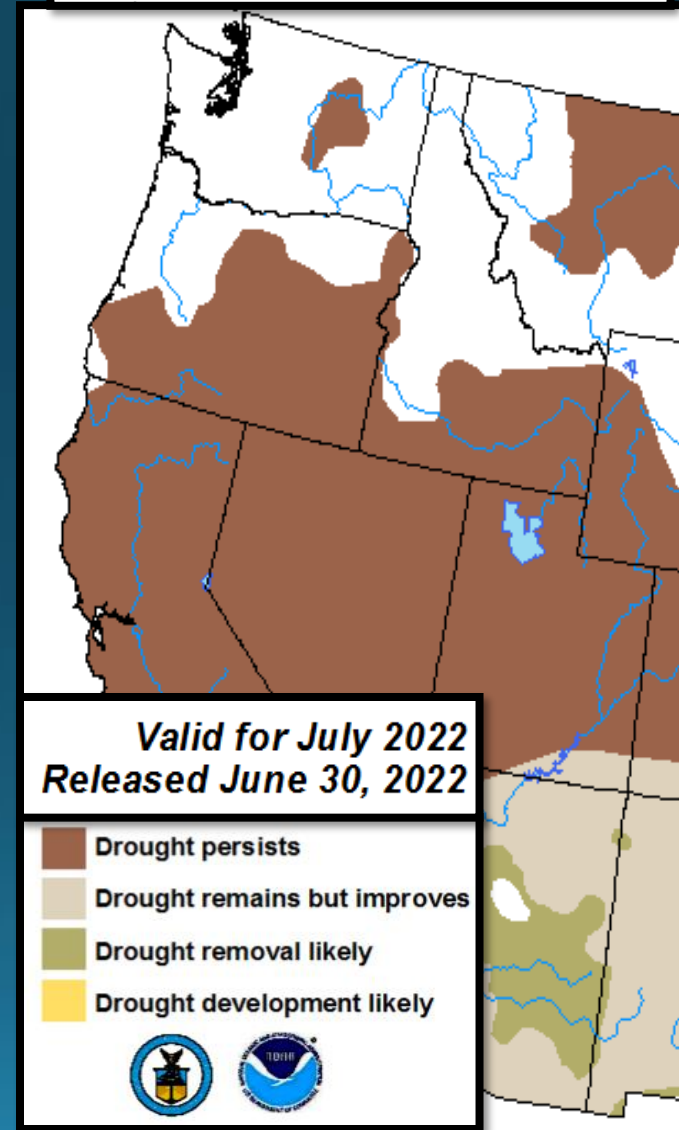 Valid for July 2022
Released June 30, 2022
Drought persists
Drought remains but improves
Drought removal likely
Drought development likely